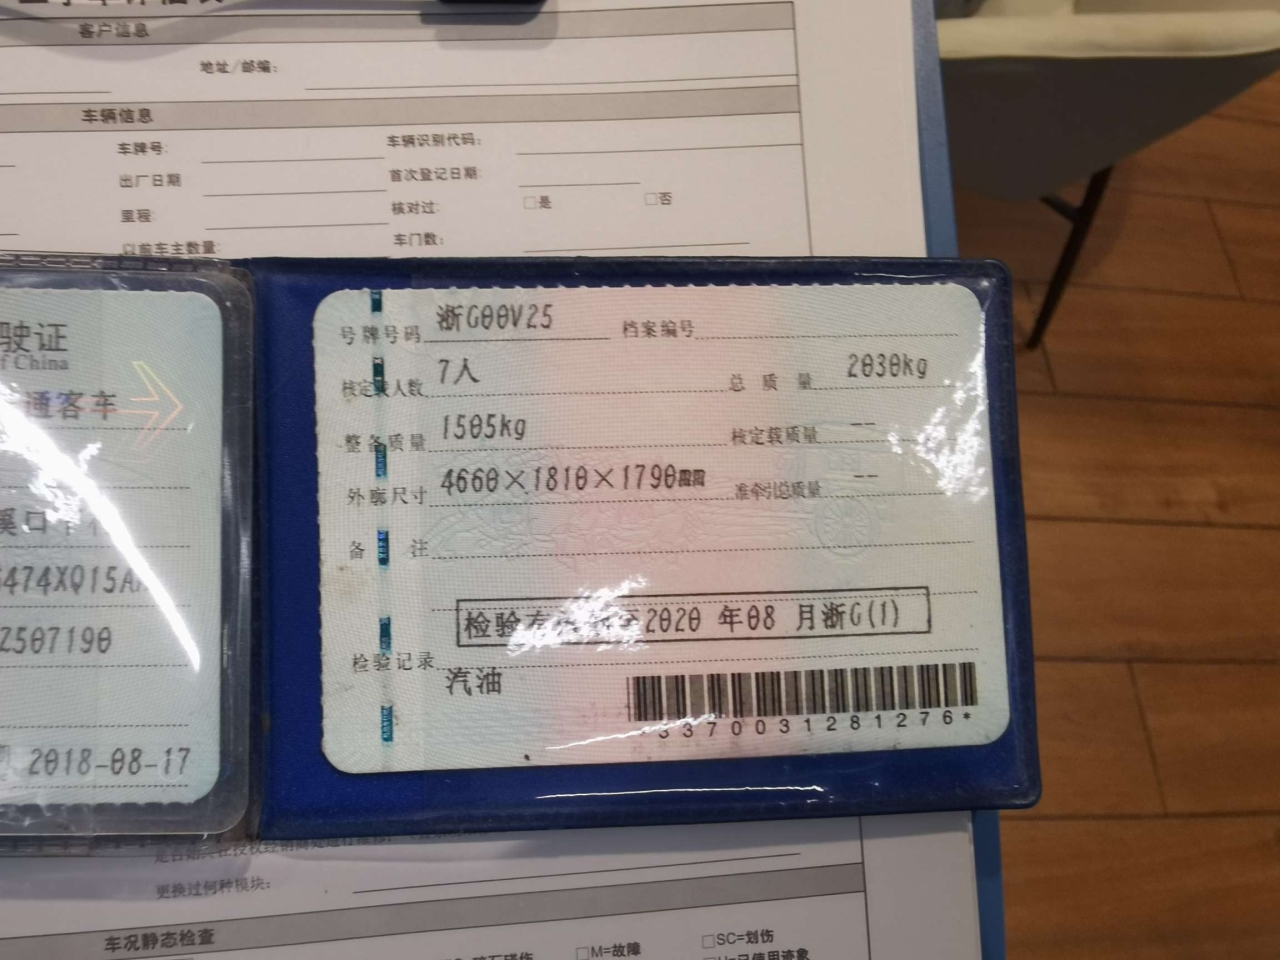 客户信息
地址/邮编:
车辆信息
车牌号:
车辆识别代码:
出厂日期
首次登记日期:
里程:
核对过: □是 □否
以前车主数量:
车门数:
驶证
of China
通客车
溪口
474XQ15A
Z507190
2018-08-17
号牌号码 浙G00V25 档案编号
核定载人数 7人 总质量 2030kg
整备质量 1505kg 核定载质量 --
外廓尺寸 4660×1810×1790mm 准牵引总质量 --
备注
检验 2020年08月浙G(1)
检验记录
汽油
*3370031281276*
更换过何种模块:
车况静态检查
□M=故障
□SC=划伤